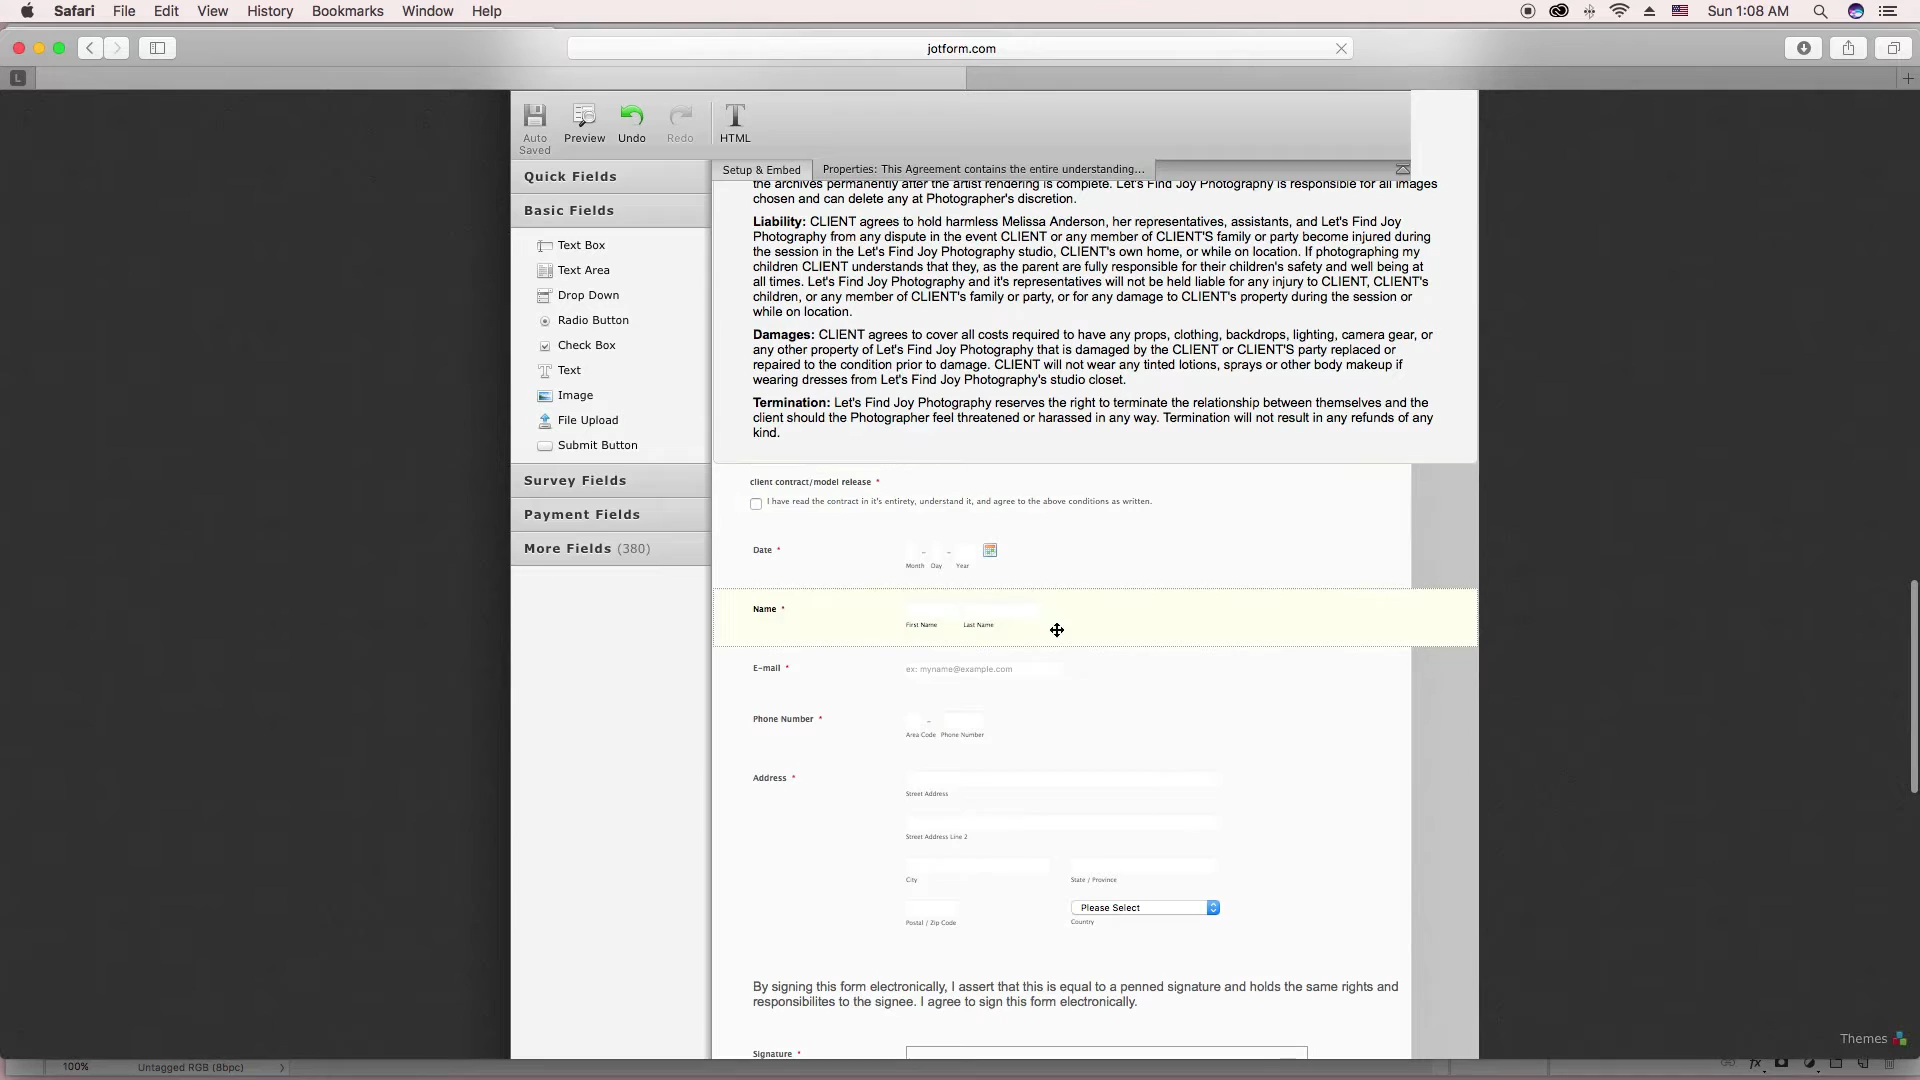 Safari File Edit View History Bookmarks Window Help Sun 1:08 AM
jotform.com
L
Auto Saved Preview Undo Redo HTML
Setup & Embed Properties: This Agreement contains the entire understanding...
Quick Fields
Basic Fields
Text Box
Text Area
Drop Down
Radio Button
Check Box
Text
Image
File Upload
Submit Button
Survey Fields
Payment Fields
More Fields (380)
the archives permanently after the artist rendering is complete. Let's Find Joy Photography is responsible for all images
chosen and can delete any at Photographer's discretion.
Liability: CLIENT agrees to hold harmless Melissa Anderson, her representatives, assistants, and Let's Find Joy
Photography from any dispute in the event CLIENT or any member of CLIENT'S family or party become injured during
the session in the Let's Find Joy Photography studio, CLIENT's own home, or while on location. If photographing my
children CLIENT understands that they, as the parent are fully responsible for their children's safety and well being at
all times. Let's Find Joy Photography and it's representatives will not be held liable for any injury to CLIENT, CLIENT's
children, or any member of CLIENT's family or party, or for any damage to CLIENT's property during the session or
while on location.
Damages: CLIENT agrees to cover all costs required to have any props, clothing, backdrops, lighting, camera gear, or
any other property of Let's Find Joy Photography that is damaged by the CLIENT or CLIENT'S party replaced or
repaired to the condition prior to damage. CLIENT will not wear any tinted lotions, sprays or other body makeup if
wearing dresses from Let's Find Joy Photography's studio closet.
Termination: Let's Find Joy Photography reserves the right to terminate the relationship between themselves and the
client should the Photographer feel threatened or harassed in any way. Termination will not result in any refunds of any
kind.
client contract/model release *
I have read the contract in it's entirety, understand it, and agree to the above conditions as written.
Date * - -
Month Day Year
Name *
First Name Last Name
E-mail * ex: myname@example.com
Phone Number * -
Area Code Phone Number
Address *
Street Address
Street Address Line 2
City State / Province
Please Select
Postal / Zip Code Country
By signing this form electronically, I assert that this is equal to a penned signature and holds the same rights and
responsibilites to the signee. I agree to sign this form electronically.
Signature *
Themes
100% Untagged RGB (8bpc) fx